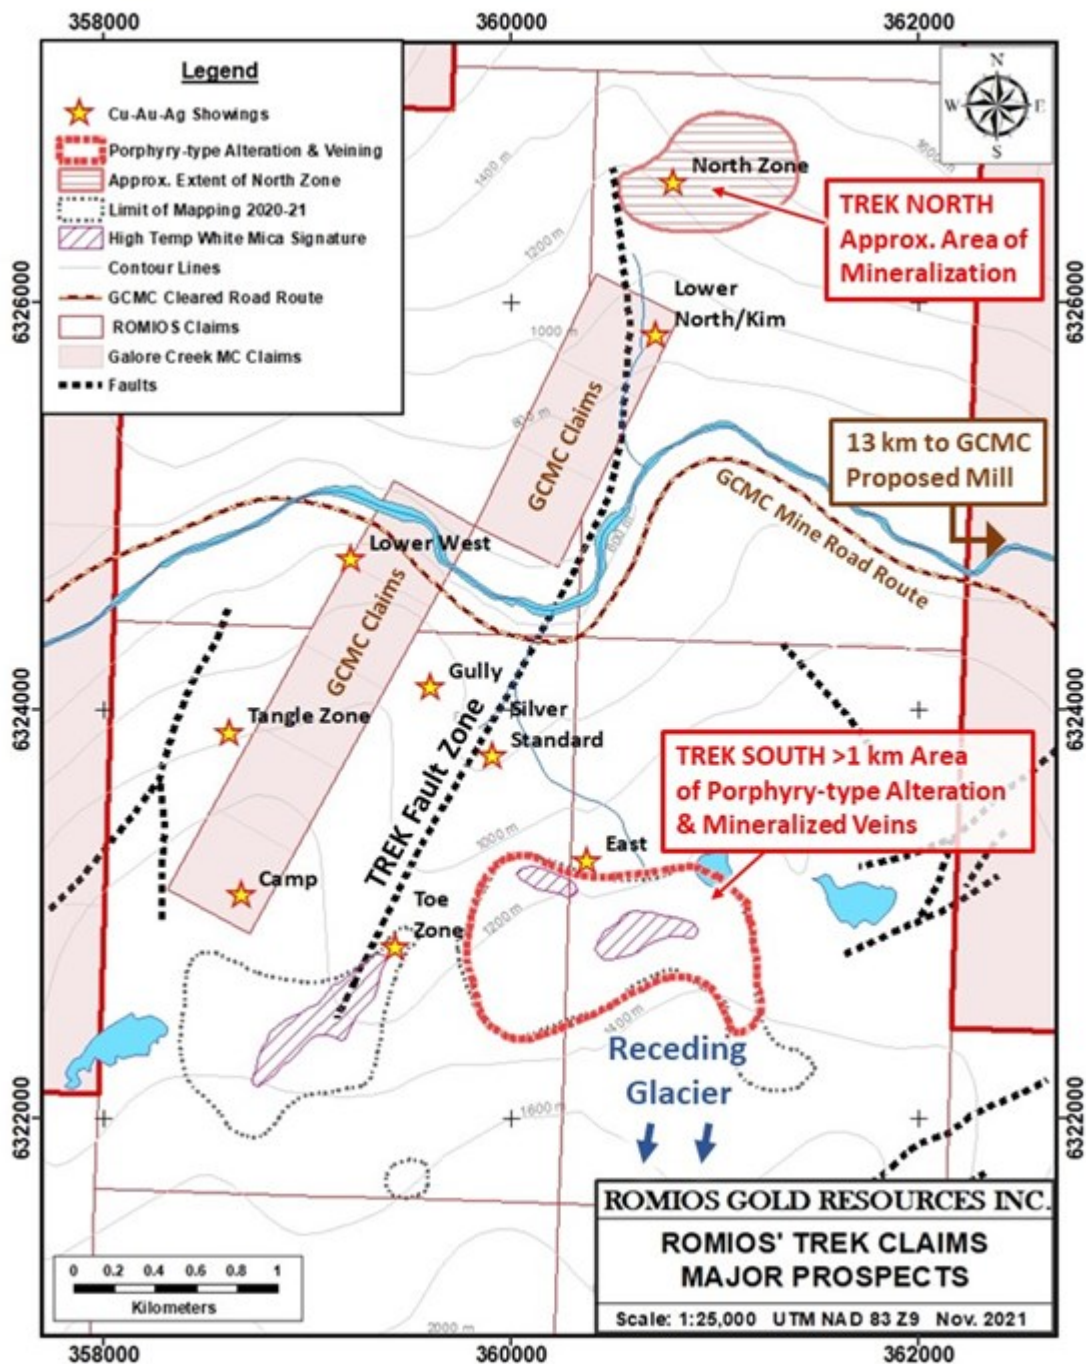 358000
360000
362000
Legend
Cu-Au-Ag Showings
Porphyry-type Alteration & Veining
Approx. Extent of North Zone
Limit of Mapping 2020-21
High Temp White Mica Signature
Contour Lines
GCMC Cleared Road Route
ROMIOS Claims
Galore Creek MC Claims
Faults
N
W
E
S
1400 m
1600 m
North Zone
TREK NORTH
Approx. Area of
Mineralization
1200 m
6326000
6326000
Lower
North/Kim
1000 m
800 m
GCMC Claims
13 km to GCMC
Proposed Mill
GCMC Mine Road Route
600 m
Lower West
GCMC Claims
Gully
Tangle Zone
Silver
Standard
6324000
6324000
TREK Fault Zone
TREK SOUTH >1 km Area
of Porphyry-type Alteration
& Mineralized Veins
1000 m
East
Camp
Toe
Zone
1200 m
1400 m
Receding
Glacier
6322000
6322000
1600 m
ROMIOS GOLD RESOURCES INC.
ROMIOS' TREK CLAIMS
MAJOR PROSPECTS
Scale: 1:25,000 UTM NAD 83 Z9 Nov. 2021
0 0.2 0.4 0.6 0.8 1
Kilometers
2000 m
358000
360000
362000